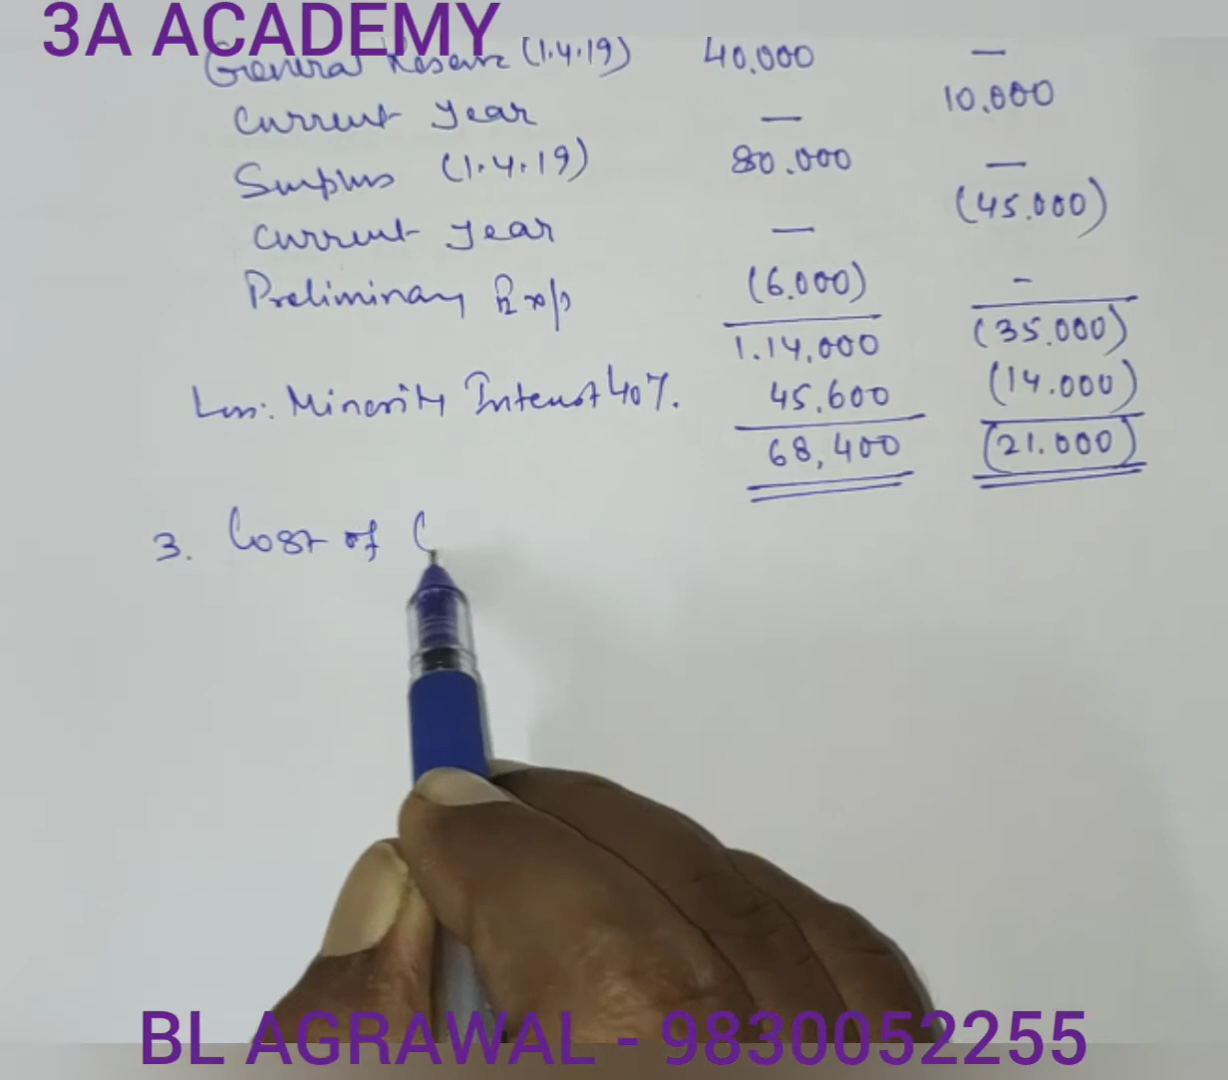 3A ACADEMY
General Reserve (1.4.19) 40.000 —
Current Year — 10.000
Surplus (1.4.19) 80.000 —
Current Year — (45.000)
Preliminary Exp (6.000) -
1.14,000 (35.000)
Less: Minority Interest 40%. 45,600 (14.000)
68,400 (21.000)
3. Cost of C
BL AGRAWAL - 9830052255